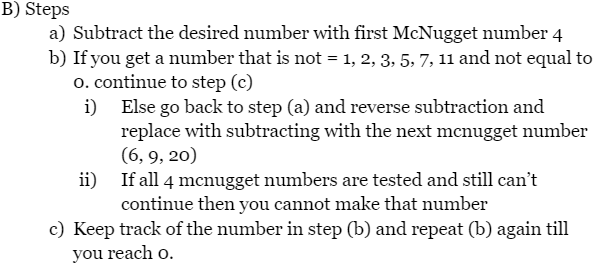 B) Steps
a) Subtract the desired number with first McNugget number 4
b) If you get a number that is not = 1, 2, 3, 5, 7, 11 and not equal to
0. continue to step (c)
i) Else go back to step (a) and reverse subtraction and
replace with subtracting with the next mcnugget number
(6, 9, 20)
ii) If all 4 mcnugget numbers are tested and still can't
continue then you cannot make that number
c) Keep track of the number in step (b) and repeat (b) again till
you reach 0.